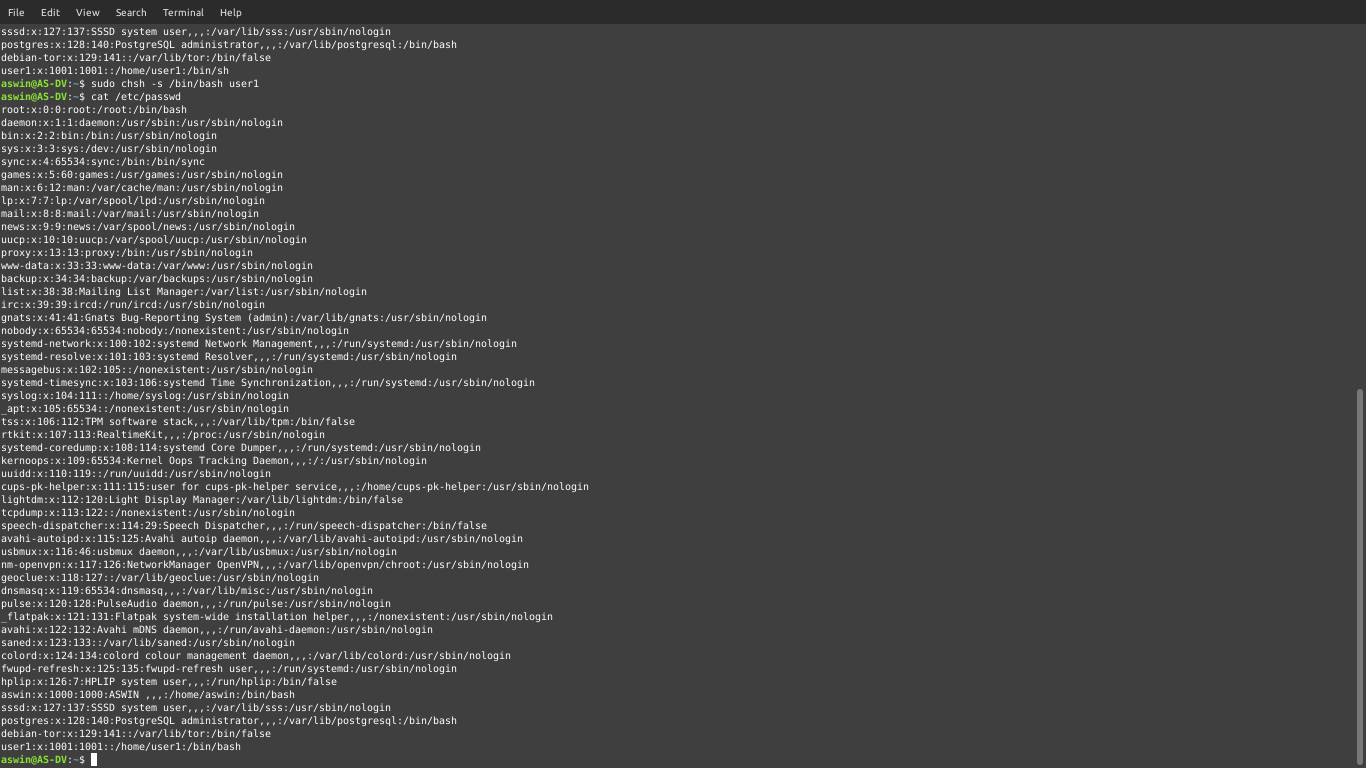 File Edit View Search Terminal Help
sssd:x:127:137:SSSD system user,,,:/var/lib/sss:/usr/sbin/nologin
postgres:x:128:140:PostgreSQL administrator,,,:/var/lib/postgresql:/bin/bash
debian-tor:x:129:141::/var/lib/tor:/bin/false
user1:x:1001:1001::/home/user1:/bin/sh
aswin@AS-DV:~$ sudo chsh -s /bin/bash user1
aswin@AS-DV:~$ cat /etc/passwd
root:x:0:0:root:/root:/bin/bash
daemon:x:1:1:daemon:/usr/sbin:/usr/sbin/nologin
bin:x:2:2:bin:/bin:/usr/sbin/nologin
sys:x:3:3:sys:/dev:/usr/sbin/nologin
sync:x:4:65534:sync:/bin:/bin/sync
games:x:5:60:games:/usr/games:/usr/sbin/nologin
man:x:6:12:man:/var/cache/man:/usr/sbin/nologin
lp:x:7:7:lp:/var/spool/lpd:/usr/sbin/nologin
mail:x:8:8:mail:/var/mail:/usr/sbin/nologin
news:x:9:9:news:/var/spool/news:/usr/sbin/nologin
uucp:x:10:10:uucp:/var/spool/uucp:/usr/sbin/nologin
proxy:x:13:13:proxy:/bin:/usr/sbin/nologin
www-data:x:33:33:www-data:/var/www:/usr/sbin/nologin
backup:x:34:34:backup:/var/backups:/usr/sbin/nologin
list:x:38:38:Mailing List Manager:/var/list:/usr/sbin/nologin
irc:x:39:39:ircd:/run/ircd:/usr/sbin/nologin
gnats:x:41:41:Gnats Bug-Reporting System (admin):/var/lib/gnats:/usr/sbin/nologin
nobody:x:65534:65534:nobody:/nonexistent:/usr/sbin/nologin
systemd-network:x:100:102:systemd Network Management,,,:/run/systemd:/usr/sbin/nologin
systemd-resolve:x:101:103:systemd Resolver,,,:/run/systemd:/usr/sbin/nologin
messagebus:x:102:105::/nonexistent:/usr/sbin/nologin
systemd-timesync:x:103:106:systemd Time Synchronization,,,:/run/systemd:/usr/sbin/nologin
syslog:x:104:111::/home/syslog:/usr/sbin/nologin
_apt:x:105:65534::/nonexistent:/usr/sbin/nologin
tss:x:106:112:TPM software stack,,,:/var/lib/tpm:/bin/false
rtkit:x:107:113:RealtimeKit,,,:/proc:/usr/sbin/nologin
systemd-coredump:x:108:114:systemd Core Dumper,,,:/run/systemd:/usr/sbin/nologin
kernoops:x:109:65534:Kernel Oops Tracking Daemon,,,:/:/usr/sbin/nologin
uuidd:x:110:119::/run/uuidd:/usr/sbin/nologin
cups-pk-helper:x:111:115:user for cups-pk-helper service,,,:/home/cups-pk-helper:/usr/sbin/nologin
lightdm:x:112:120:Light Display Manager:/var/lib/lightdm:/bin/false
tcpdump:x:113:122::/nonexistent:/usr/sbin/nologin
speech-dispatcher:x:114:29:Speech Dispatcher,,,:/run/speech-dispatcher:/bin/false
avahi-autoipd:x:115:125:Avahi autoip daemon,,,:/var/lib/avahi-autoipd:/usr/sbin/nologin
usbmux:x:116:46:usbmux daemon,,,:/var/lib/usbmux:/usr/sbin/nologin
nm-openvpn:x:117:126:NetworkManager OpenVPN,,,:/var/lib/openvpn/chroot:/usr/sbin/nologin
geoclue:x:118:127::/var/lib/geoclue:/usr/sbin/nologin
dnsmasq:x:119:65534:dnsmasq,,,:/var/lib/misc:/usr/sbin/nologin
pulse:x:120:128:PulseAudio daemon,,,:/run/pulse:/usr/sbin/nologin
_flatpak:x:121:131:Flatpak system-wide installation helper,,,:/nonexistent:/usr/sbin/nologin
avahi:x:122:132:Avahi mDNS daemon,,,:/run/avahi-daemon:/usr/sbin/nologin
saned:x:123:133::/var/lib/saned:/usr/sbin/nologin
colord:x:124:134:colord colour management daemon,,,:/var/lib/colord:/usr/sbin/nologin
fwupd-refresh:x:125:135:fwupd-refresh user,,,:/run/systemd:/usr/sbin/nologin
hplip:x:126:7:HPLIP system user,,,:/run/hplip:/bin/false
aswin:x:1000:1000:ASWIN ,,,:/home/aswin:/bin/bash
sssd:x:127:137:SSSD system user,,,:/var/lib/sss:/usr/sbin/nologin
postgres:x:128:140:PostgreSQL administrator,,,:/var/lib/postgresql:/bin/bash
debian-tor:x:129:141::/var/lib/tor:/bin/false
user1:x:1001:1001::/home/user1:/bin/bash
aswin@AS-DV:~$